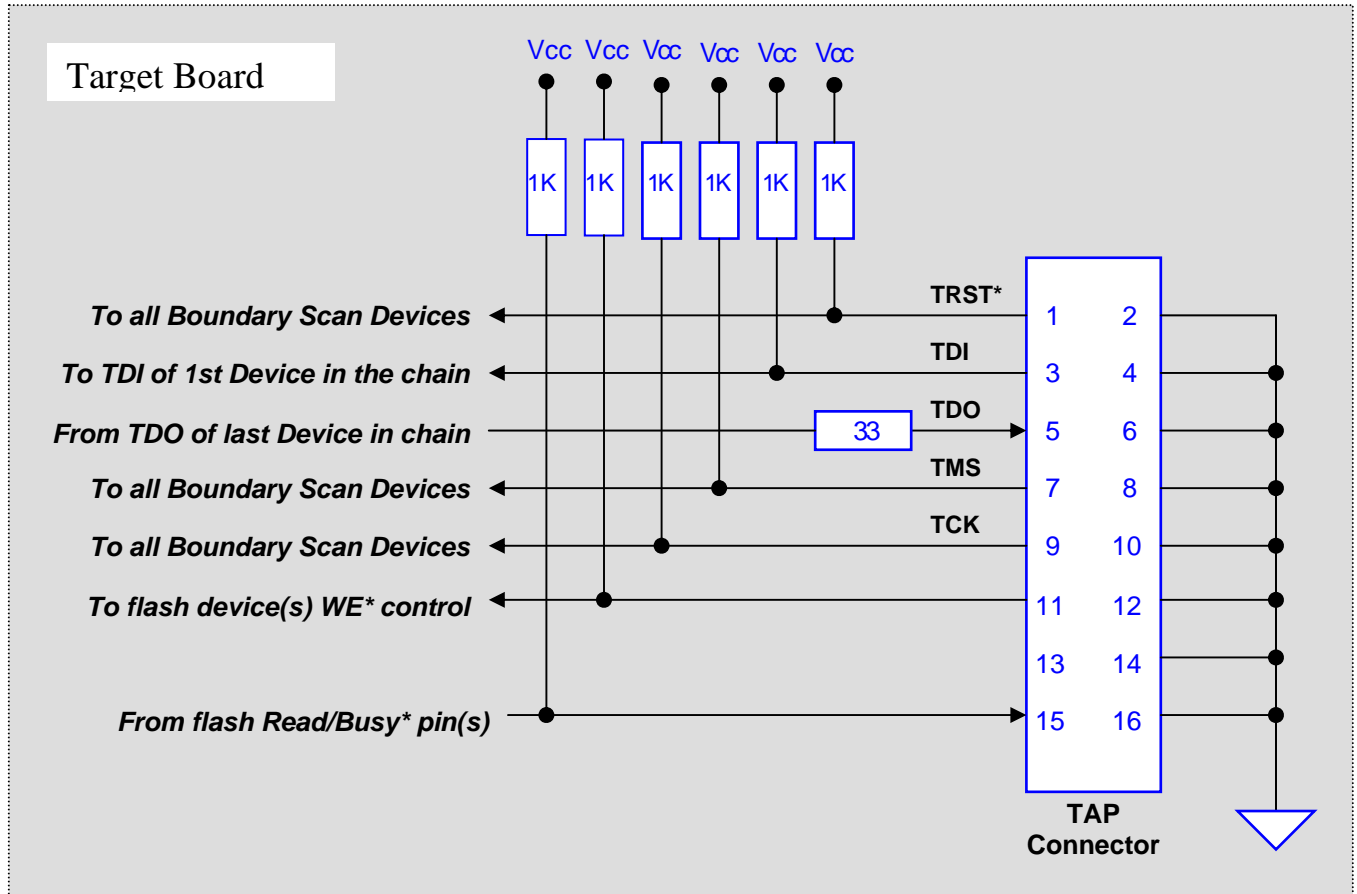 Target Board
Vcc Vcc Vcc Vcc Vcc Vcc
1K 1K 1K 1K 1K 1K
TRST*
To all Boundary Scan Devices
1 2
TDI
To TDI of 1st Device in the chain
3 4
TDO
From TDO of last Device in chain
33
5 6
TMS
To all Boundary Scan Devices
7 8
TCK
To all Boundary Scan Devices
9 10
To flash device(s) WE* control
11 12
13 14
From flash Read/Busy* pin(s)
15 16
TAP
Connector